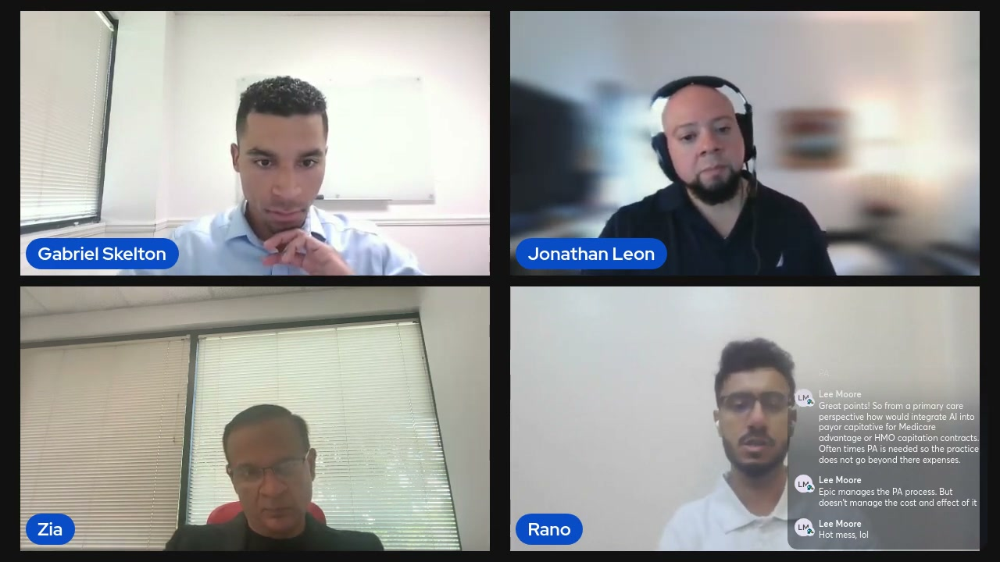 Gabriel Skelton
Jonathan Leon
Zia
Rano
PA.
LM
Lee Moore
Great points! So from a primary care
perspective how would integrate AI into
payor capitative for Medicare
advantage or HMO capitation contracts.
Often times PA is needed so the practice
does not go beyond there expenses.
LM
Lee Moore
Epic manages the PA process. But
doesn't manage the cost and effect of it
LM
Lee Moore
Hot mess, lol